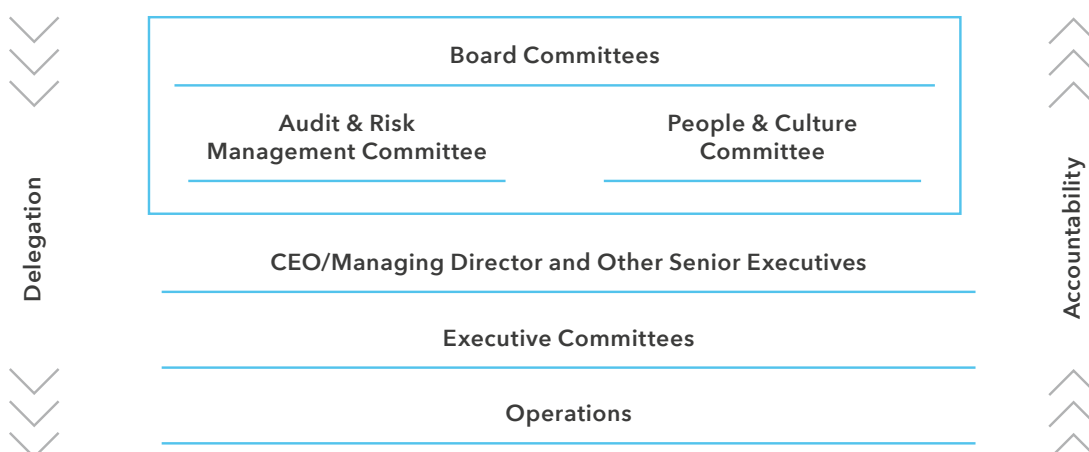 Board Committees
Audit & Risk
Management Committee
People & Culture
Committee
Delegation
Accountability
CEO/Managing Director and Other Senior Executives
Executive Committees
Operations